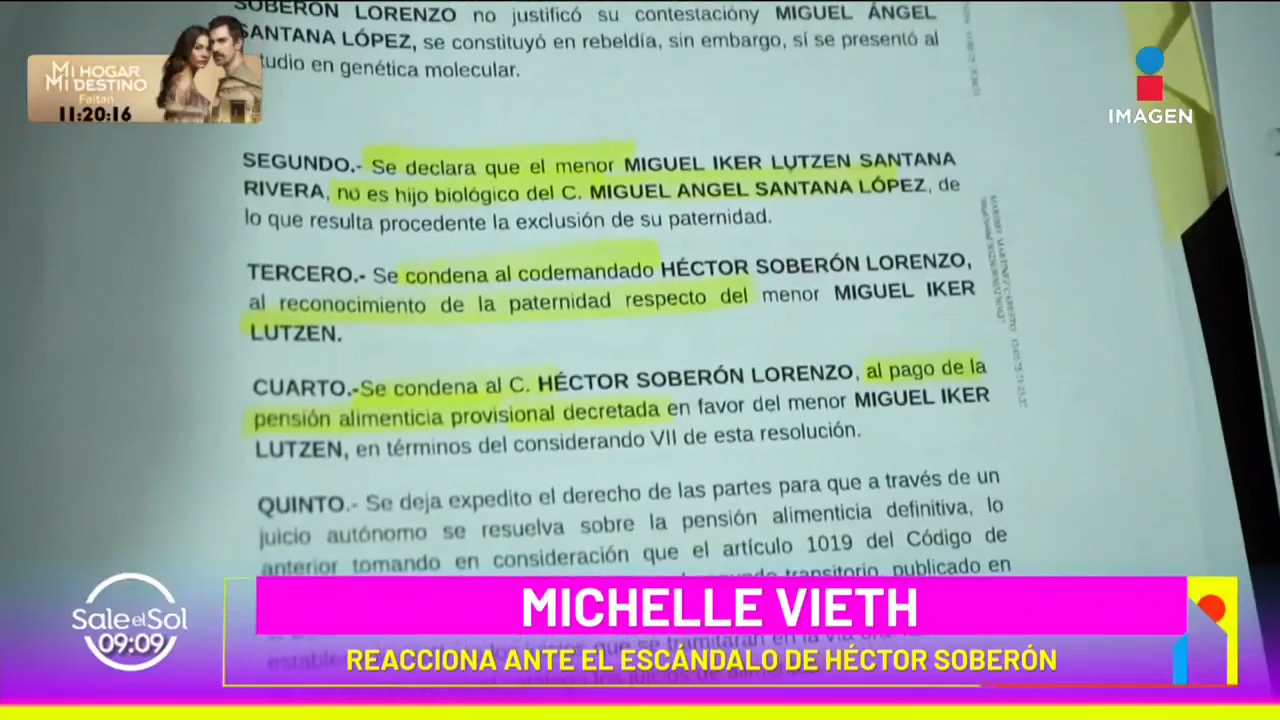 SOBERÓN LORENZO no justificó su contestacióny MIGUEL ÁNGEL
SANTANA LÓPEZ, se constituyó en rebeldía, sin embargo, sí se presentó al
estudio en genética molecular.
MI HOGAR
MI DESTINO
Faltan
11:20:16
IMAGEN
SEGUNDO.- Se declara que el menor MIGUEL IKER LUTZEN SANTANA
RIVERA, no es hijo biológico del C. MIGUEL ANGEL SANTANA LÓPEZ, de
lo que resulta procedente la exclusión de su paternidad.
TERCERO.- Se condena al codemandado HÉCTOR SOBERÓN LORENZO,
al reconocimiento de la paternidad respecto del menor MIGUEL IKER
LUTZEN.
CUARTO.-Se condena al C. HÉCTOR SOBERÓN LORENZO, al pago de la
pensión alimenticia provisional decretada en favor del menor MIGUEL IKER
LUTZEN, en términos del considerando VII de esta resolución.
QUINTO.- Se deja expedito el derecho de las partes para que a través de un
juicio autónomo se resuelva sobre la pensión alimenticia definitiva, lo
anterior tomando en consideración que el artículo 1019 del Código de
transitorio, publicado en
Sale el Sol
09:09
MICHELLE VIETH
REACCIONA ANTE EL ESCÁNDALO DE HÉCTOR SOBERÓN